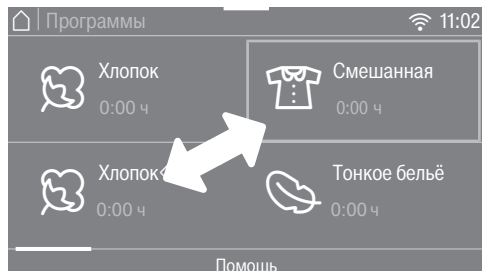 Программы 11:02
Хлопок
0:00 ч
Смешанная
0:00 ч
Хлопок
0:00 ч
Тонкое бельё
0:00 ч
Помощь